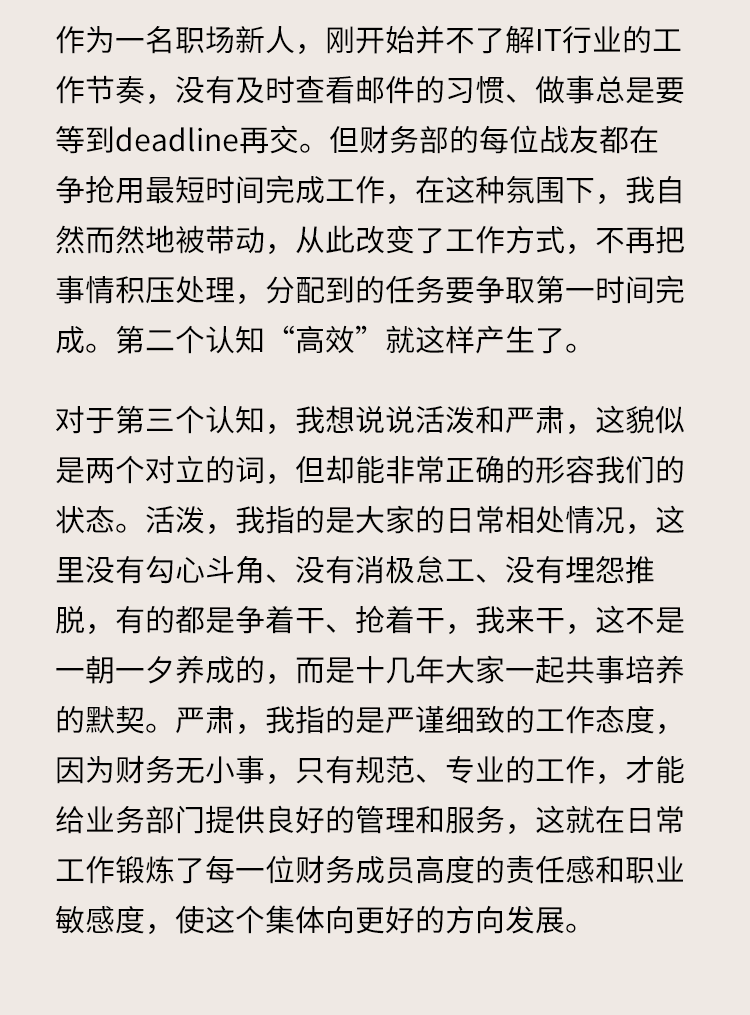 作为一名职场新人，刚开始并不了解IT行业的工
作节奏，没有及时查看邮件的习惯、做事总是要
等到deadline再交。但财务部的每位战友都在
争抢用最短时间完成工作，在这种氛围下，我自
然而然地被带动，从此改变了工作方式，不再把
事情积压处理，分配到的任务要争取第一时间完
成。第二个认知“高效”就这样产生了。
对于第三个认知，我想说说活泼和严肃，这貌似
是两个对立的词，但却能非常正确的形容我们的
状态。活泼，我指的是大家的日常相处情况，这
里没有勾心斗角、没有消极怠工、没有埋怨推
脱，有的都是争着干、抢着干，我来干，这不是
一朝一夕养成的，而是十几年大家一起共事培养
的默契。严肃，我指的是严谨细致的工作态度，
因为财务无小事，只有规范、专业的工作，才能
给业务部门提供良好的管理和服务，这就在日常
工作锻炼了每一位财务成员高度的责任感和职业
敏感度，使这个集体向更好的方向发展。